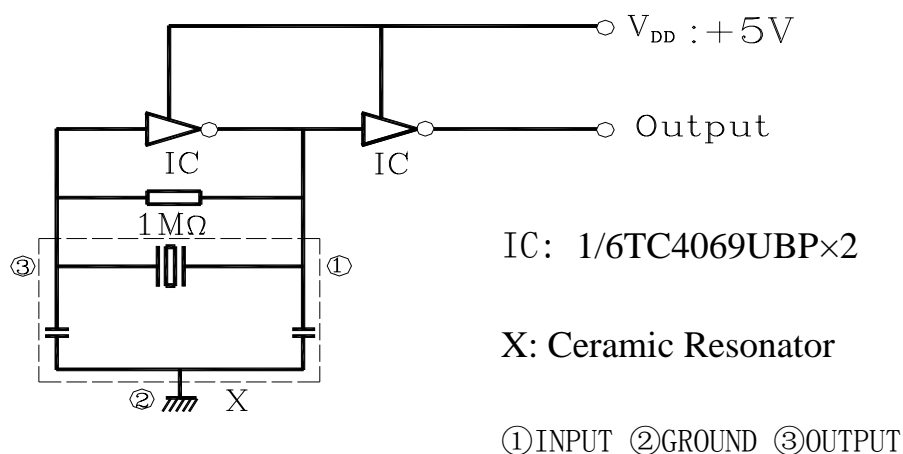 V_DD : +5V
Output
IC
IC
1MΩ
③
①
②
X
IC: 1/6TC4069UBP×2
X: Ceramic Resonator
①INPUT ②GROUND ③OUTPUT